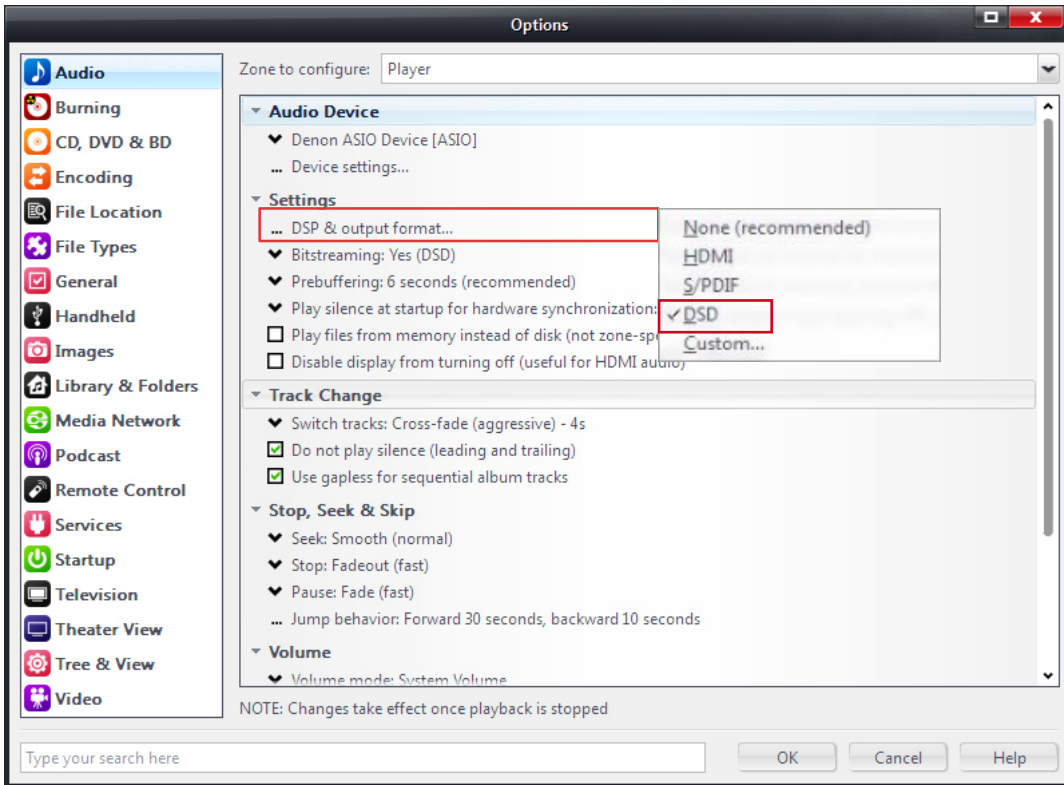 Options
Audio
Burning
CD, DVD & BD
Encoding
File Location
File Types
General
Handheld
Images
Library & Folders
Media Network
Podcast
Remote Control
Services
Startup
Television
Theater View
Tree & View
Video
Zone to configure: Player
Audio Device
Denon ASIO Device [ASIO]
... Device settings...
Settings
... DSP & output format...
Bitstreaming: Yes (DSD)
Prebuffering: 6 seconds (recommended)
Play silence at startup for hardware synchronization:
Play files from memory instead of disk (not zone-spe
Disable display from turning off (useful for HDMI audio)
None (recommended)
HDMI
S/PDIF
DSD
Custom...
Track Change
Switch tracks: Cross-fade (aggressive) - 4s
Do not play silence (leading and trailing)
Use gapless for sequential album tracks
Stop, Seek & Skip
Seek: Smooth (normal)
Stop: Fadeout (fast)
Pause: Fade (fast)
... Jump behavior: Forward 30 seconds, backward 10 seconds
Volume
Volume mode: System Volume
NOTE: Changes take effect once playback is stopped
Type your search here
OK
Cancel
Help